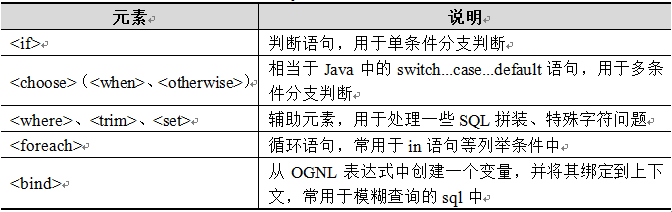 元素 说明
<if> 判断语句，用于单条件分支判断
<choose>（<when>、<otherwise>） 相当于 Java 中的 switch...case...default 语句，用于多条
件分支判断
<where>、<trim>、<set> 辅助元素，用于处理一些 SQL 拼装、特殊字符问题
<foreach> 循环语句，常用于 in 语句等列举条件中
<bind> 从 OGNL 表达式中创建一个变量，并将其绑定到上下
文，常用于模糊查询的 sql 中